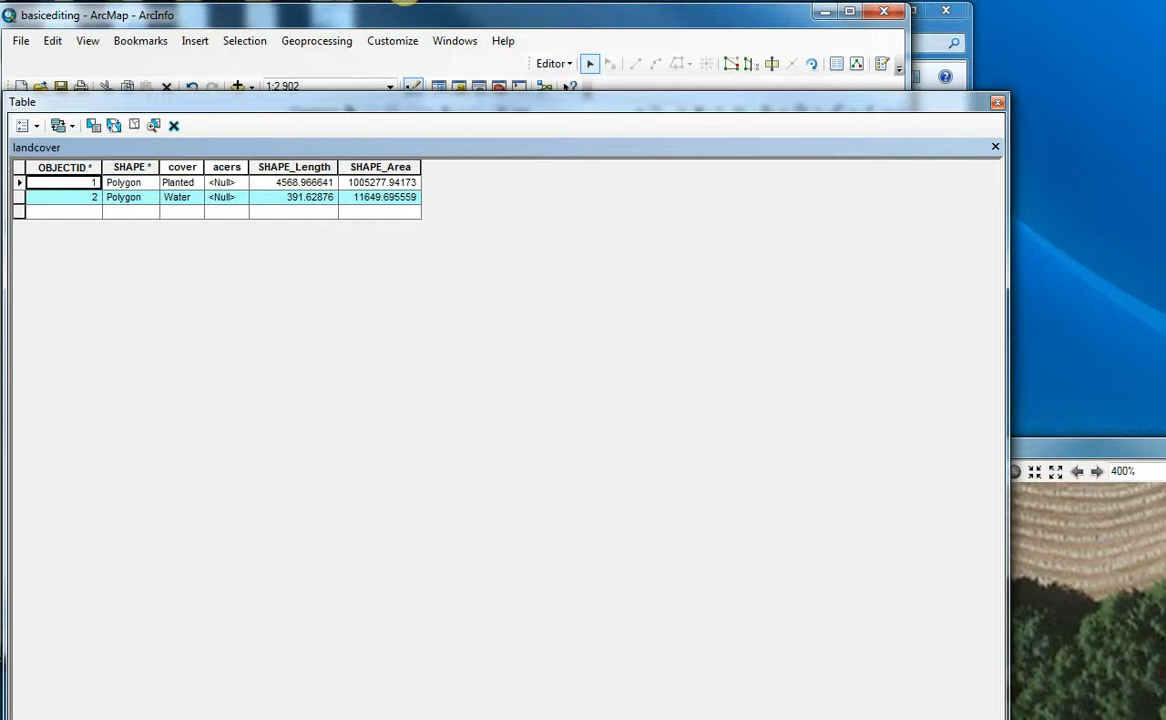 basicediting - ArcMap - ArcInfo
File Edit View Bookmarks Insert Selection Geoprocessing Customize Windows Help
Editor
1:2,902
Table
landcover
OBJECTID * SHAPE * cover acers SHAPE_Length SHAPE_Area
1 Polygon Planted <Null> 4568.966641 1005277.94173
2 Polygon Water <Null> 391.62876 11649.695559
400%